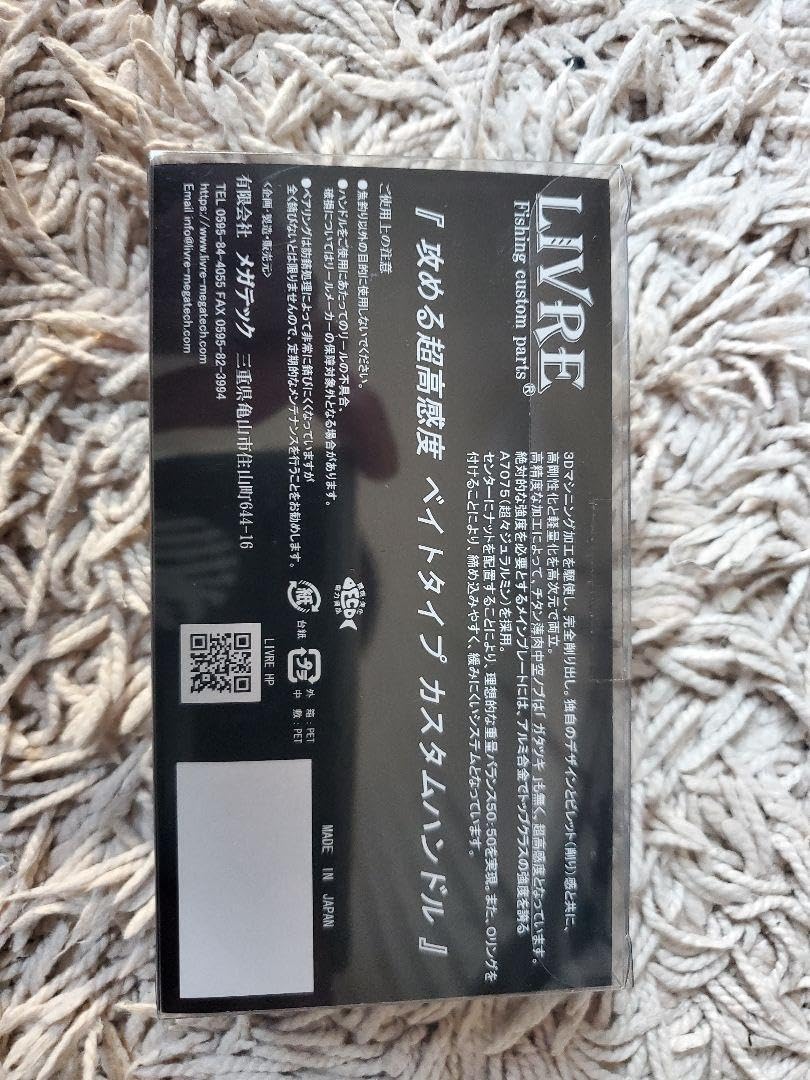 LIVRE
Fishing custom parts ®
3Dマシニング加工を駆使し、完全削り出し。独自のデザインとビレット（削り）感と共に、
高剛性化と軽量化を高次元で両立。
高精度な加工によって、チタン薄肉中空ノブは「ガタツキ」も無く、超高感度となっています。
絶対的な強度を必要とするメインプレートには、アルミ合金でトップクラスの強度を誇る
A7075（超々ジュラルミン）を採用。
センターにナットを配置することにより、理想的な重量バランス50:50を実現。また、Oリングを
付けることにより、締め込みやすく、緩みにくいシステムとなっています。
『 攻める超高感度 ベイトタイプ カスタムハンドル 』
ご使用上の注意
●魚釣り以外の目的に使用しないでください。
●ハンドルをご使用にあたってのリールの不具合、
破損についてはリールメーカーの保障対象外となる場合があります。
●ベアリングは防錆処理によって非常に錆びにくくなっていますが
全く錆びないとは限りませんので、定期的なメンテナンスを行うことをお勧めします。
<企画・製造・販売元>
有限会社 メガテック 三重県亀山市住山町644-16
TEL 0595-84-4055 FAX 0595-82-3994
https://www.livre-megatech.com
Email info@livre-megatech.com
ECO
紙
台紙
プラ
外 箱：PET
中 敷：PET
LIVRE HP
MADE IN JAPAN